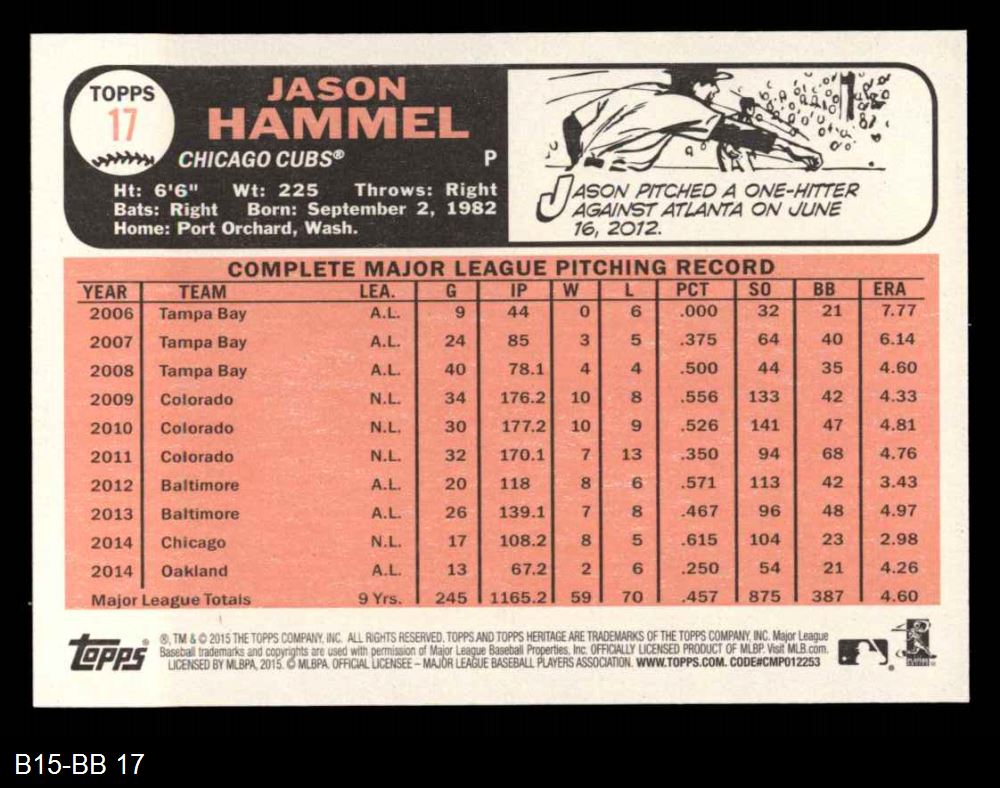 TOPPS
17
JASON
HAMMEL
CHICAGO CUBS® P
Ht: 6'6" Wt: 225 Throws: Right
Bats: Right Born: September 2, 1982
Home: Port Orchard, Wash.
JASON PITCHED A ONE-HITTER
AGAINST ATLANTA ON JUNE
16, 2012.
COMPLETE MAJOR LEAGUE PITCHING RECORD
YEAR TEAM LEA. G IP W L PCT SO BB ERA
2006 Tampa Bay A.L. 9 44 0 6 .000 32 21 7.77
2007 Tampa Bay A.L. 24 85 3 5 .375 64 40 6.14
2008 Tampa Bay A.L. 40 78.1 4 4 .500 44 35 4.60
2009 Colorado N.L. 34 176.2 10 8 .556 133 42 4.33
2010 Colorado N.L. 30 177.2 10 9 .526 141 47 4.81
2011 Colorado N.L. 32 170.1 7 13 .350 94 68 4.76
2012 Baltimore A.L. 20 118 8 6 .571 113 42 3.43
2013 Baltimore A.L. 26 139.1 7 8 .467 96 48 4.97
2014 Chicago N.L. 17 108.2 8 5 .615 104 23 2.98
2014 Oakland A.L. 13 67.2 2 6 .250 54 21 4.26
Major League Totals 9 Yrs. 245 1165.2 59 70 .457 875 387 4.60
Topps®
®, TM & © 2015 THE TOPPS COMPANY, INC. ALL RIGHTS RESERVED. TOPPS AND TOPPS HERITAGE ARE TRADEMARKS OF THE TOPPS COMPANY, INC. Major League
Baseball trademarks and copyrights are used with permission of Major League Baseball Properties, Inc. OFFICIALLY LICENSED PRODUCT OF MLBP. Visit MLB.com.
LICENSED BY MLBPA, 2015. © MLBPA. OFFICIAL LICENSEE – MAJOR LEAGUE BASEBALL PLAYERS ASSOCIATION. WWW.TOPPS.COM. CODE#CMP012253
B15-BB 17